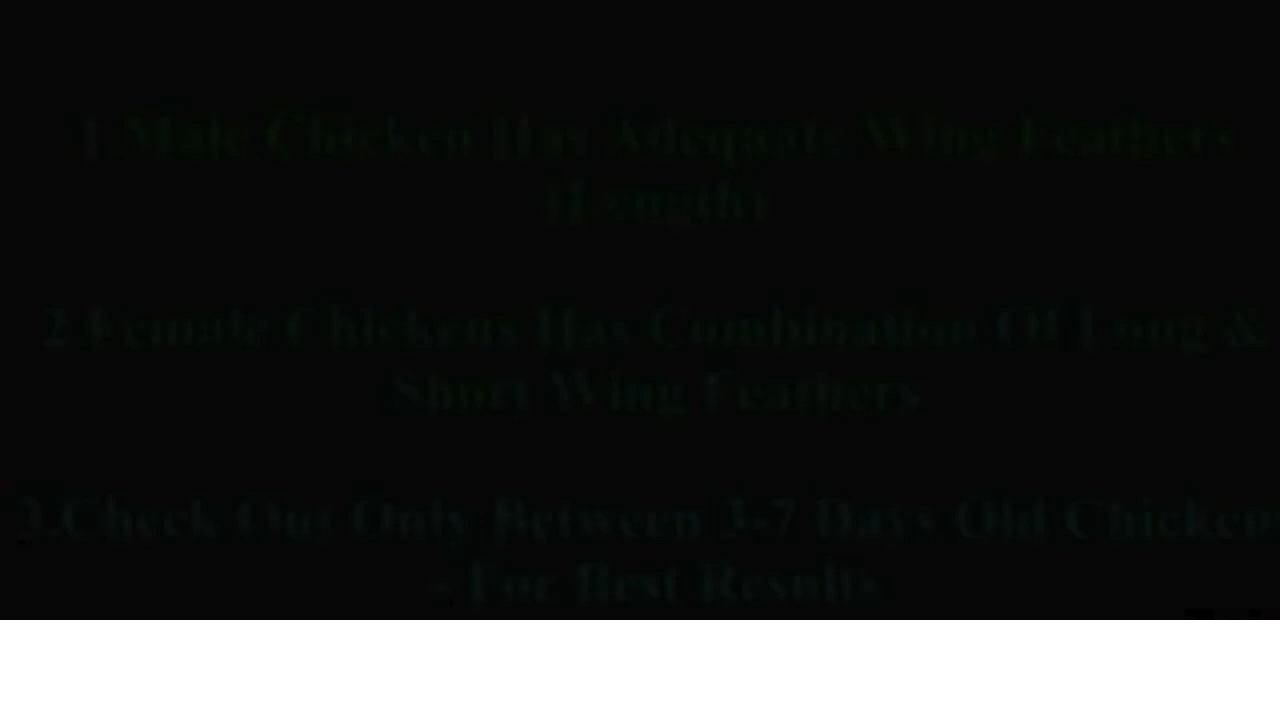 1.Male Chicken Has Adequate Wing Feathers
(Length)
2.Female Chickens Has Combination Of Long &
Short Wing Feathers
3.Check Out Only Between 3-7 Days Old Chickens
- For Best Results